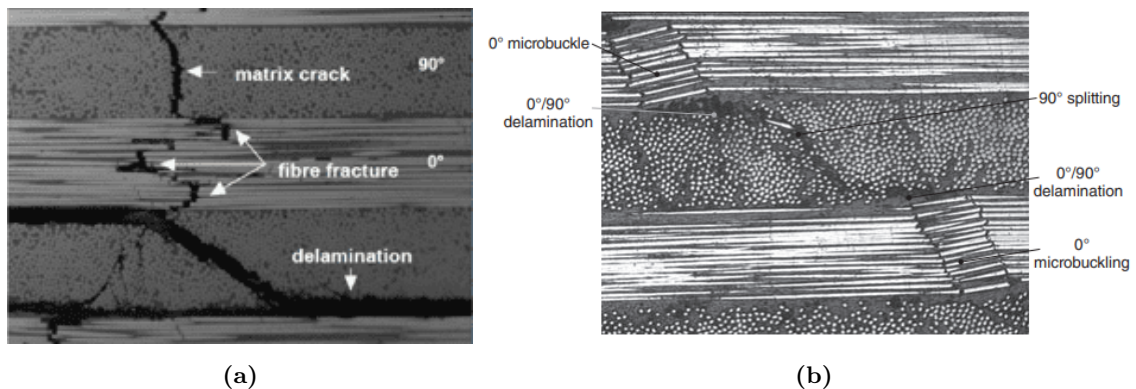 90°
matrix crack
fibre fracture
0°
delamination
(a)
0° microbuckle
0°/90°
delamination
90° splitting
0°/90°
delamination
0°
microbuckling
(b)